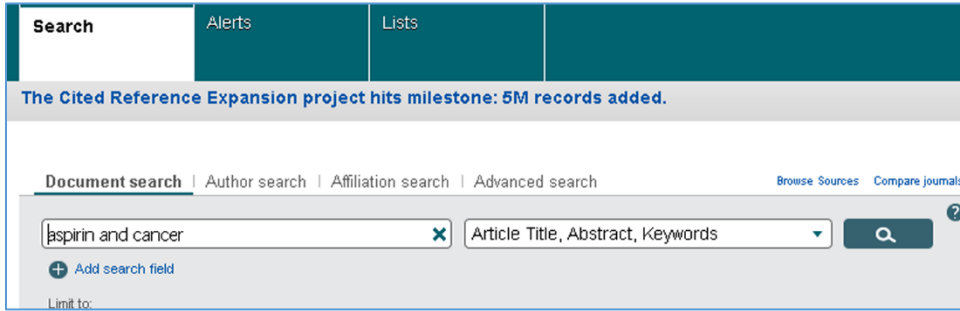 Search Alerts Lists
The Cited Reference Expansion project hits milestone: 5M records added.
Document search | Author search | Affiliation search | Advanced search Browse Sources Compare journals
aspirin and cancer Article Title, Abstract, Keywords ?
Add search field
Limit to: